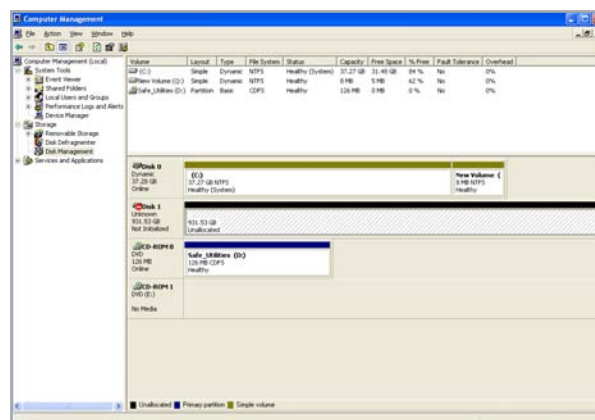 Computer Management
File Action View Window Help
Computer Management (Local)
System Tools
Event Viewer
Shared Folders
Local Users and Groups
Performance Logs and Alerts
Device Manager
Storage
Removable Storage
Disk Defragmenter
Disk Management
Services and Applications
Volume Layout Type File System Status Capacity Free Space % Free Fault Tolerance Overhead
(C:) Simple Dynamic NTFS Healthy (System) 37.27 GB 31.48 GB 84 % No 0%
New Volume (Q:) Simple Dynamic NTFS Healthy 8 MB 5 MB 62 % No 0%
Safe_Utilities (D:) Partition Basic CDFS Healthy 126 MB 0 MB 0 % No 0%
Disk 0
Dynamic
37.28 GB
Online
(C:)
37.27 GB NTFS
Healthy (System)
New Volume (
8 MB NTFS
Healthy
Disk 1
Unknown
931.53 GB
Not Initialized
931.53 GB
Unallocated
CD-ROM 0
DVD
126 MB
Online
Safe_Utilities (D:)
126 MB CDFS
Healthy
CD-ROM 1
DVD (E:)
No Media
Unallocated Primary partition Simple volume